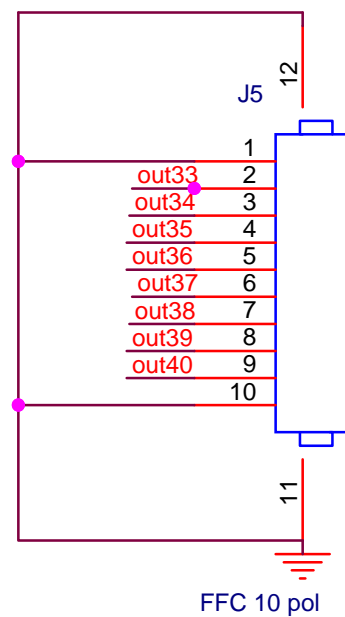 12
J5
1
out33 2
out34 3
out35 4
out36 5
out37 6
out38 7
out39 8
out40 9
10
11
FFC 10 pol